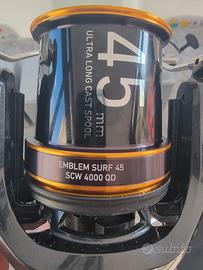 45 mm
ULTRA LONG CAST SPOOL
EMBLEM SURF 45
SCW 4000 QD
subito